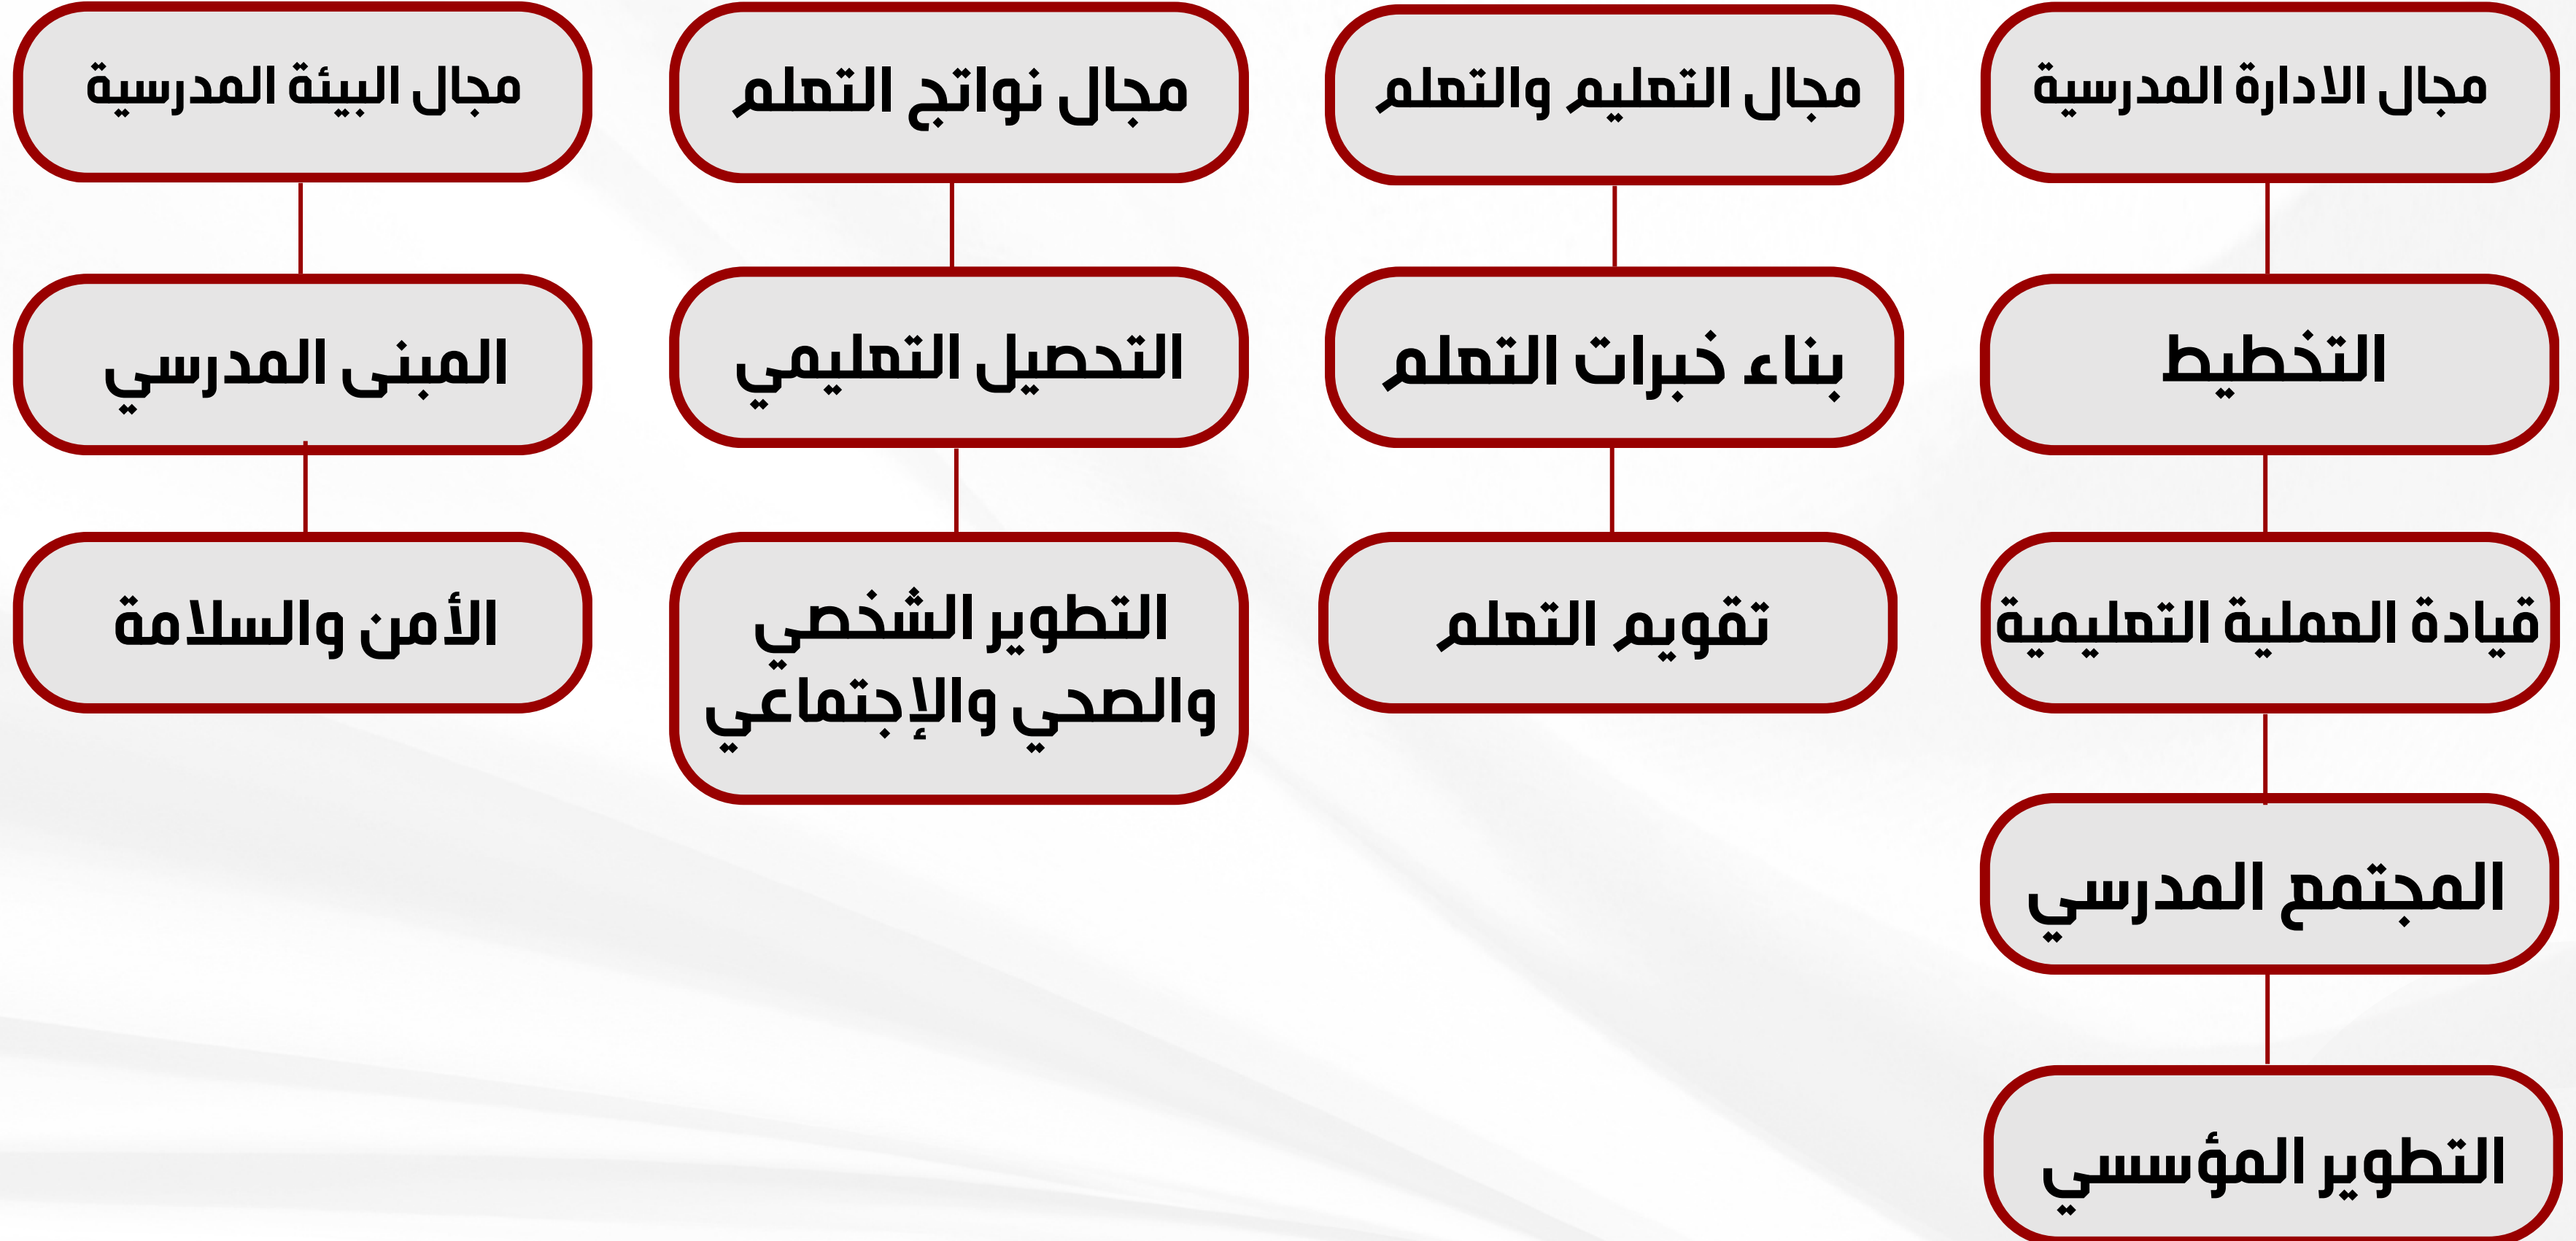 مجال الادارة المدرسية
التخطيط
قيادة العملية التعليمية
المجتمع المدرسي
التطوير المؤسسي
مجال التعليم والتعلم
بناء خبرات التعلم
تقويم التعلم
مجال نواتج التعلم
التحصيل التعليمي
التطوير الشخصي
والصحي والإجتماعي
مجال البيئة المدرسية
المبنى المدرسي
الأمن والسلامة